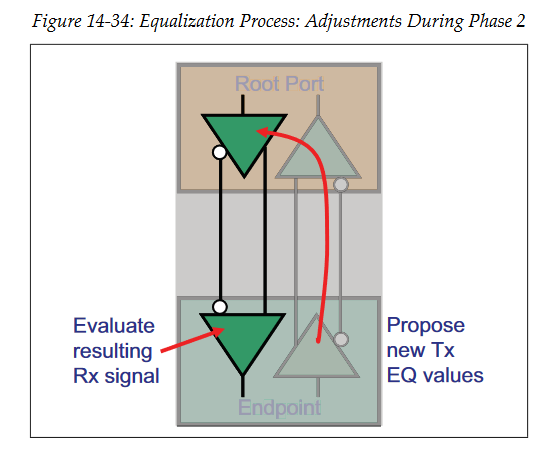 Figure 14-34: Equalization Process: Adjustments During Phase 2
Root Port
Evaluate
resulting
Rx signal
Propose
new Tx
EQ values
Endpoint